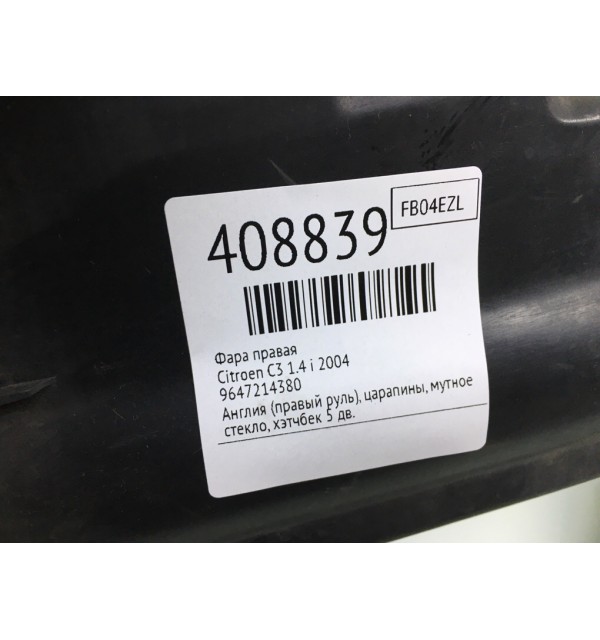 408839
FB04EZL
Фара правая
Citroen C3 1.4 i 2004
9647214380
Англия (правый руль), царапины, мутное
стекло, хэтчбек 5 дв.